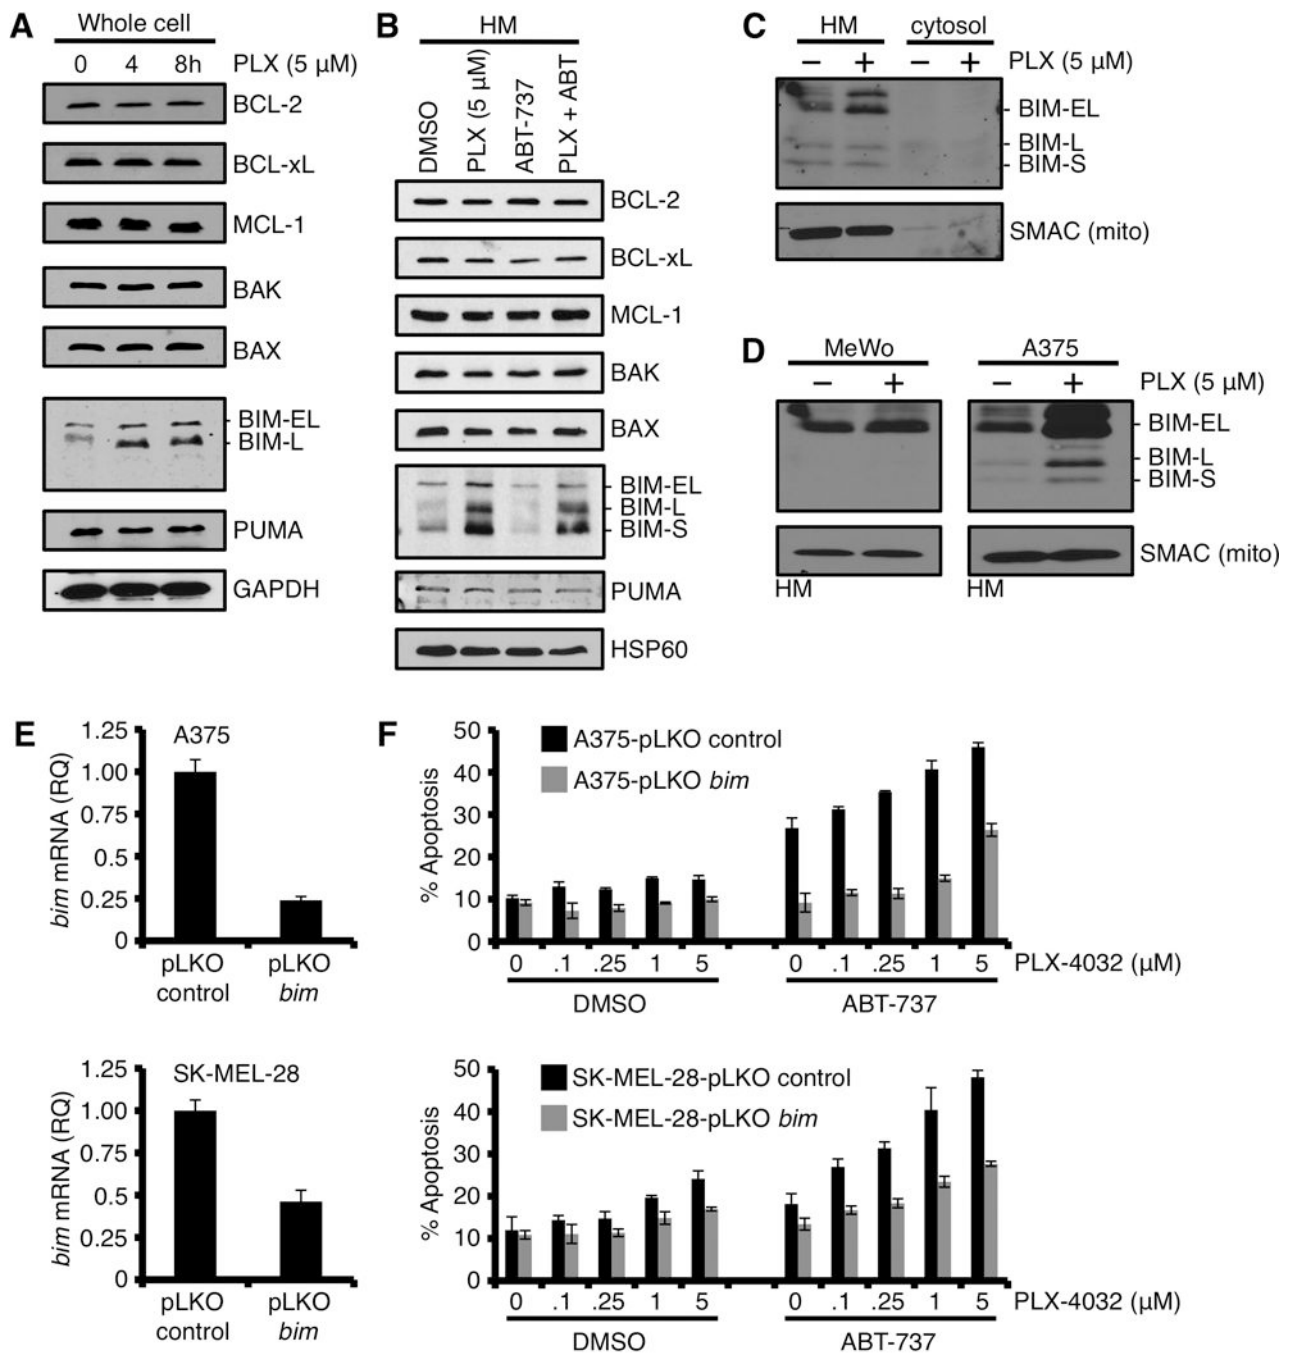 A
Whole cell
0 4 8h PLX (5 µM)
BCL-2
BCL-xL
MCL-1
BAK
BAX
BIM-EL
BIM-L
PUMA
GAPDH
B
HM
DMSO
PLX (5 µM)
ABT-737
PLX + ABT
BCL-2
BCL-xL
MCL-1
BAK
BAX
BIM-EL
BIM-L
BIM-S
PUMA
HSP60
C
HM cytosol
− + − + PLX (5 µM)
BIM-EL
BIM-L
BIM-S
SMAC (mito)
D
MeWo A375
− + − + PLX (5 µM)
BIM-EL
BIM-L
BIM-S
SMAC (mito)
HM HM
E
A375
bim mRNA (RQ)
1.25
1.00
0.75
0.5
0.25
0
pLKO pLKO
control bim
SK-MEL-28
bim mRNA (RQ)
1.25
1.00
0.75
0.5
0.25
0
pLKO pLKO
control bim
F
A375-pLKO control
A375-pLKO bim
% Apoptosis
50
40
30
20
10
0
0 .1 .25 1 5 0 .1 .25 1 5 PLX-4032 (µM)
DMSO ABT-737
SK-MEL-28-pLKO control
SK-MEL-28-pLKO bim
% Apoptosis
50
40
30
20
10
0
0 .1 .25 1 5 0 .1 .25 1 5 PLX-4032 (µM)
DMSO ABT-737